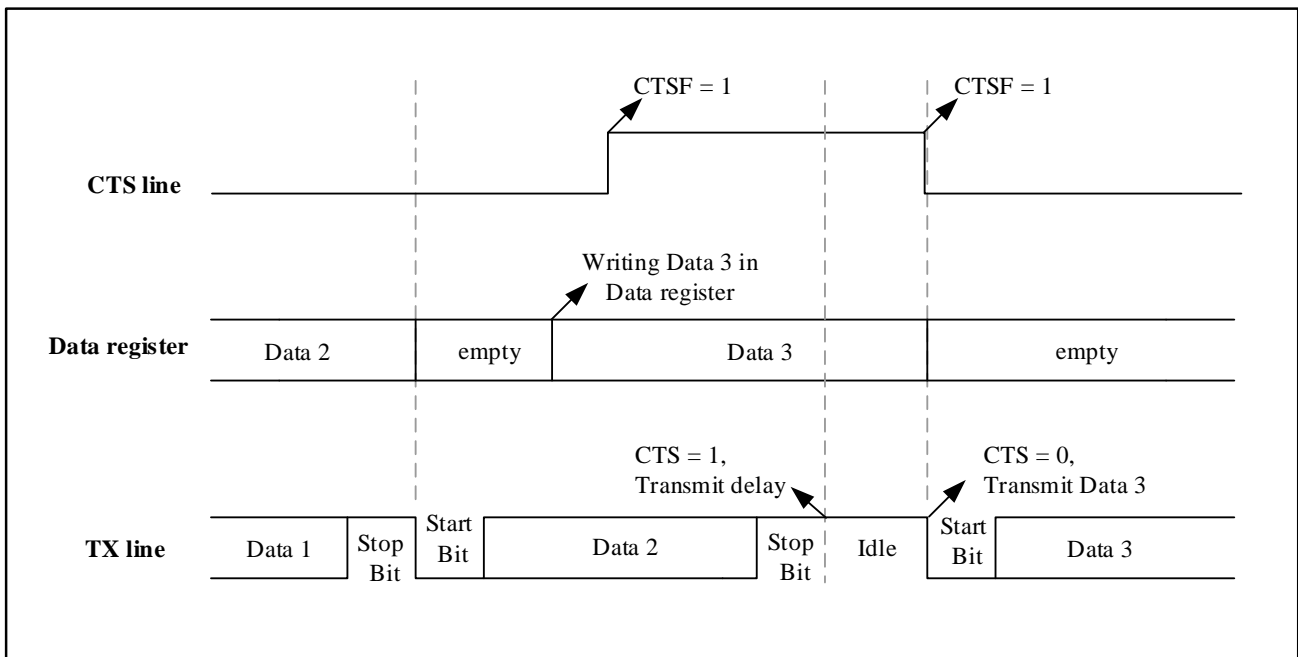 CTSF = 1
CTSF = 1
CTS line
Writing Data 3 in
Data register
Data register
Data 2
empty
Data 3
empty
CTS = 1,
Transmit delay
CTS = 0,
Transmit Data 3
TX line
Data 1
Stop
Bit
Start
Bit
Data 2
Stop
Bit
Idle
Start
Bit
Data 3